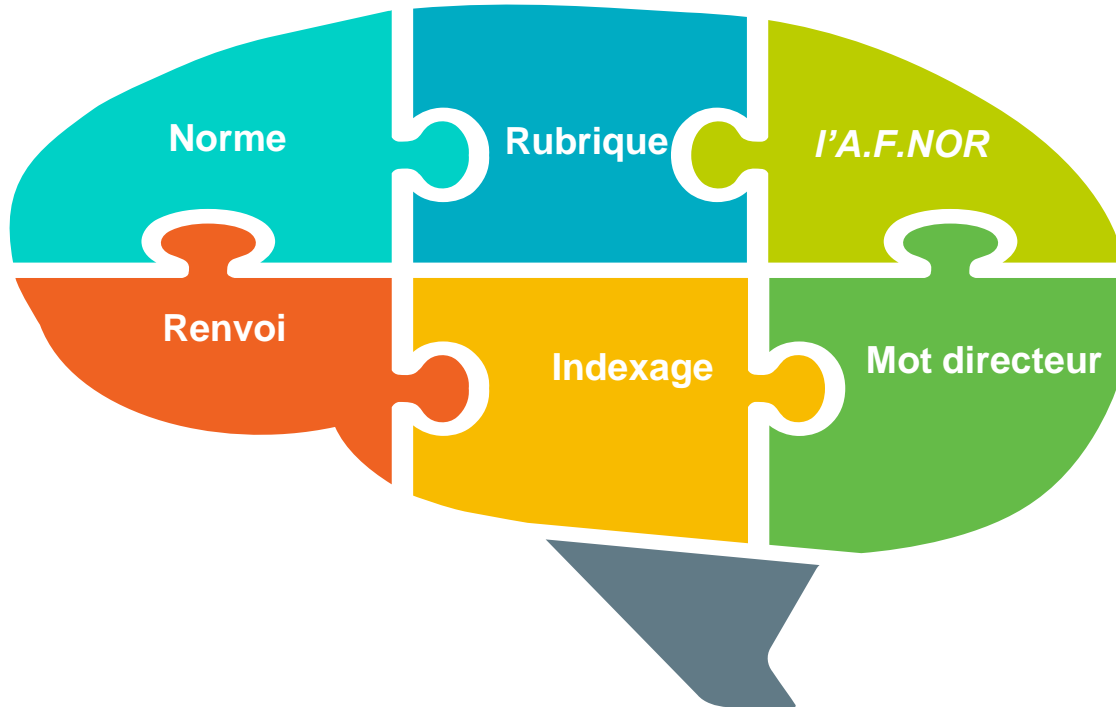 Norme
Rubrique
l'A.F.NOR
Renvoi
Indexage
Mot directeur